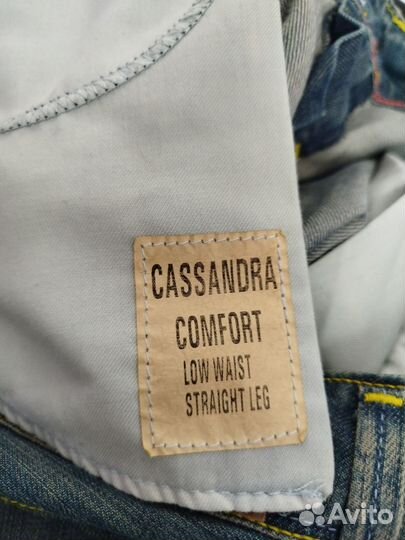 CASSANDRA
COMFORT
LOW WAIST
STRAIGHT LEG
Avito